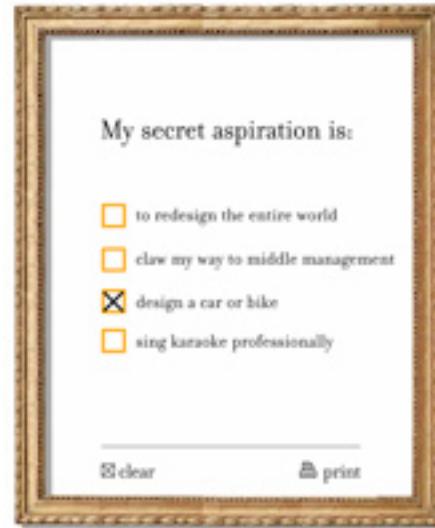 My secret aspiration is:
to redesign the entire world
claw my way to middle management
design a car or bike
sing karaoke professionally
clear
print